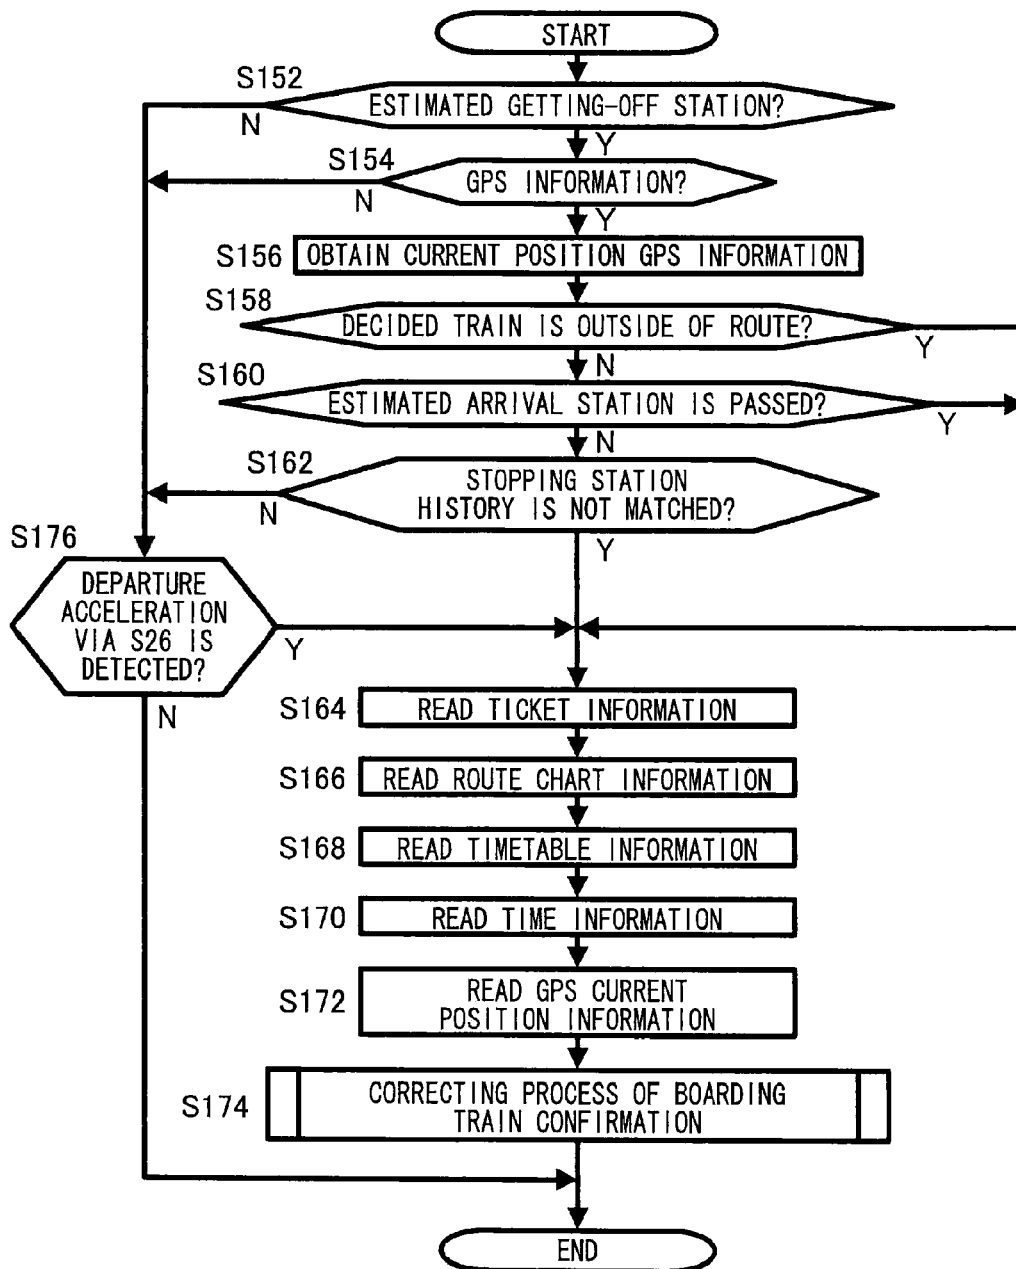 START
S152
ESTIMATED GETTING-OFF STATION?
N
Y
S154
GPS INFORMATION?
N
Y
S156
OBTAIN CURRENT POSITION GPS INFORMATION
S158
DECIDED TRAIN IS OUTSIDE OF ROUTE?
Y
N
S160
ESTIMATED ARRIVAL STATION IS PASSED?
Y
N
S162
STOPPING STATION
HISTORY IS NOT MATCHED?
N
Y
S176
DEPARTURE
ACCELERATION
VIA S26 IS
DETECTED?
Y
N
S164
READ TICKET INFORMATION
S166
READ ROUTE CHART INFORMATION
S168
READ TIMETABLE INFORMATION
S170
READ TIME INFORMATION
S172
READ GPS CURRENT
POSITION INFORMATION
S174
CORRECTING PROCESS OF BOARDING
TRAIN CONFIRMATION
END